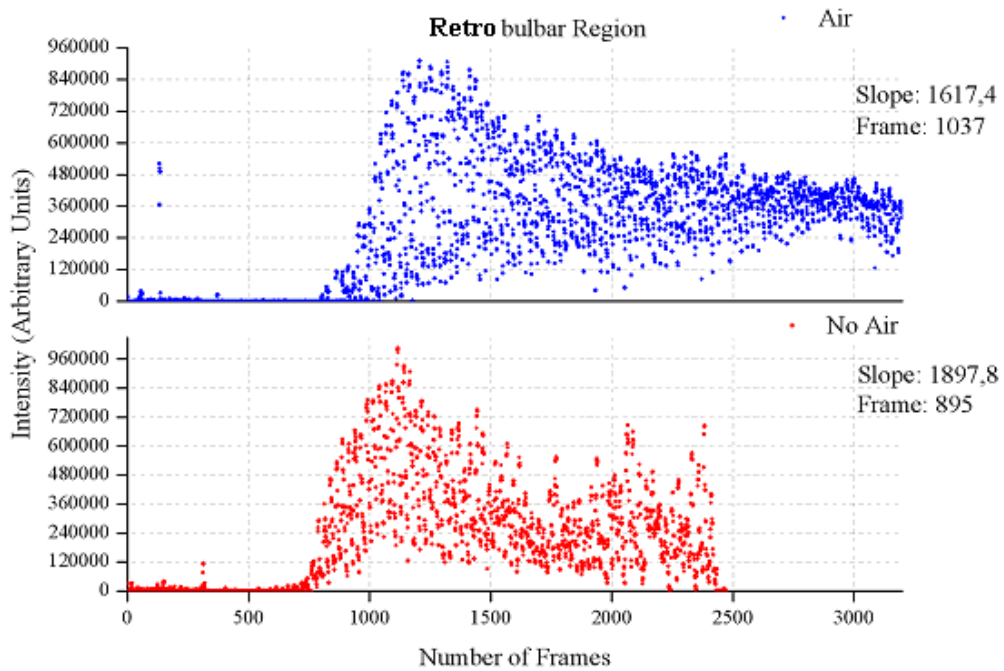 Retro bulbar Region
Air
960000
840000
720000
600000
480000
360000
240000
120000
0
Slope: 1617,4
Frame: 1037
Intensity (Arbitrary Units)
No Air
960000
840000
720000
600000
480000
360000
240000
120000
0
Slope: 1897,8
Frame: 895
0 500 1000 1500 2000 2500 3000
Number of Frames